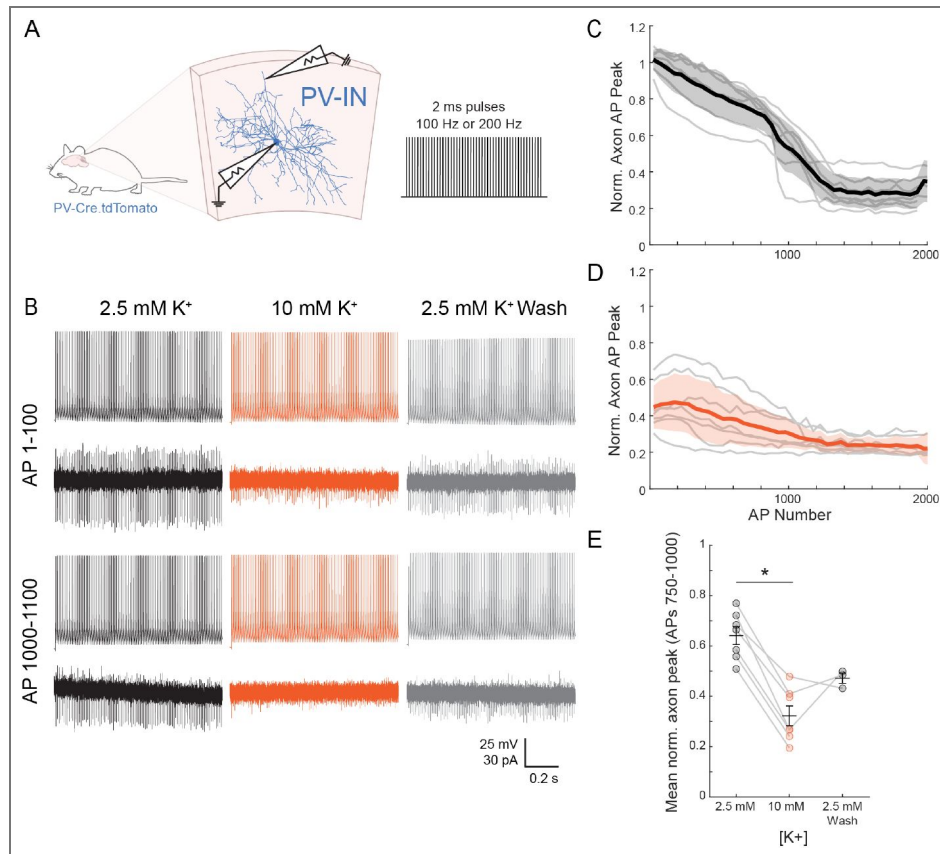 A
PV-IN
2 ms pulses
100 Hz or 200 Hz
PV-Cre.tdTomato
B
2.5 mM K⁺
10 mM K⁺
2.5 mM K⁺ Wash
AP 1-100
AP 1000-1100
25 mV
30 pA
0.2 s
C
Norm. Axon AP Peak
1.2
1
0.8
0.6
0.4
0.2
0
1000
2000
D
Norm. Axon AP Peak
1.2
1
0.8
0.6
0.4
0.2
0
1000
2000
AP Number
E
Mean norm. axon peak (APs 750-1000)
1
0.8
0.6
0.4
0.2
0
*
2.5 mM
10 mM
2.5 mM
Wash
[K+]